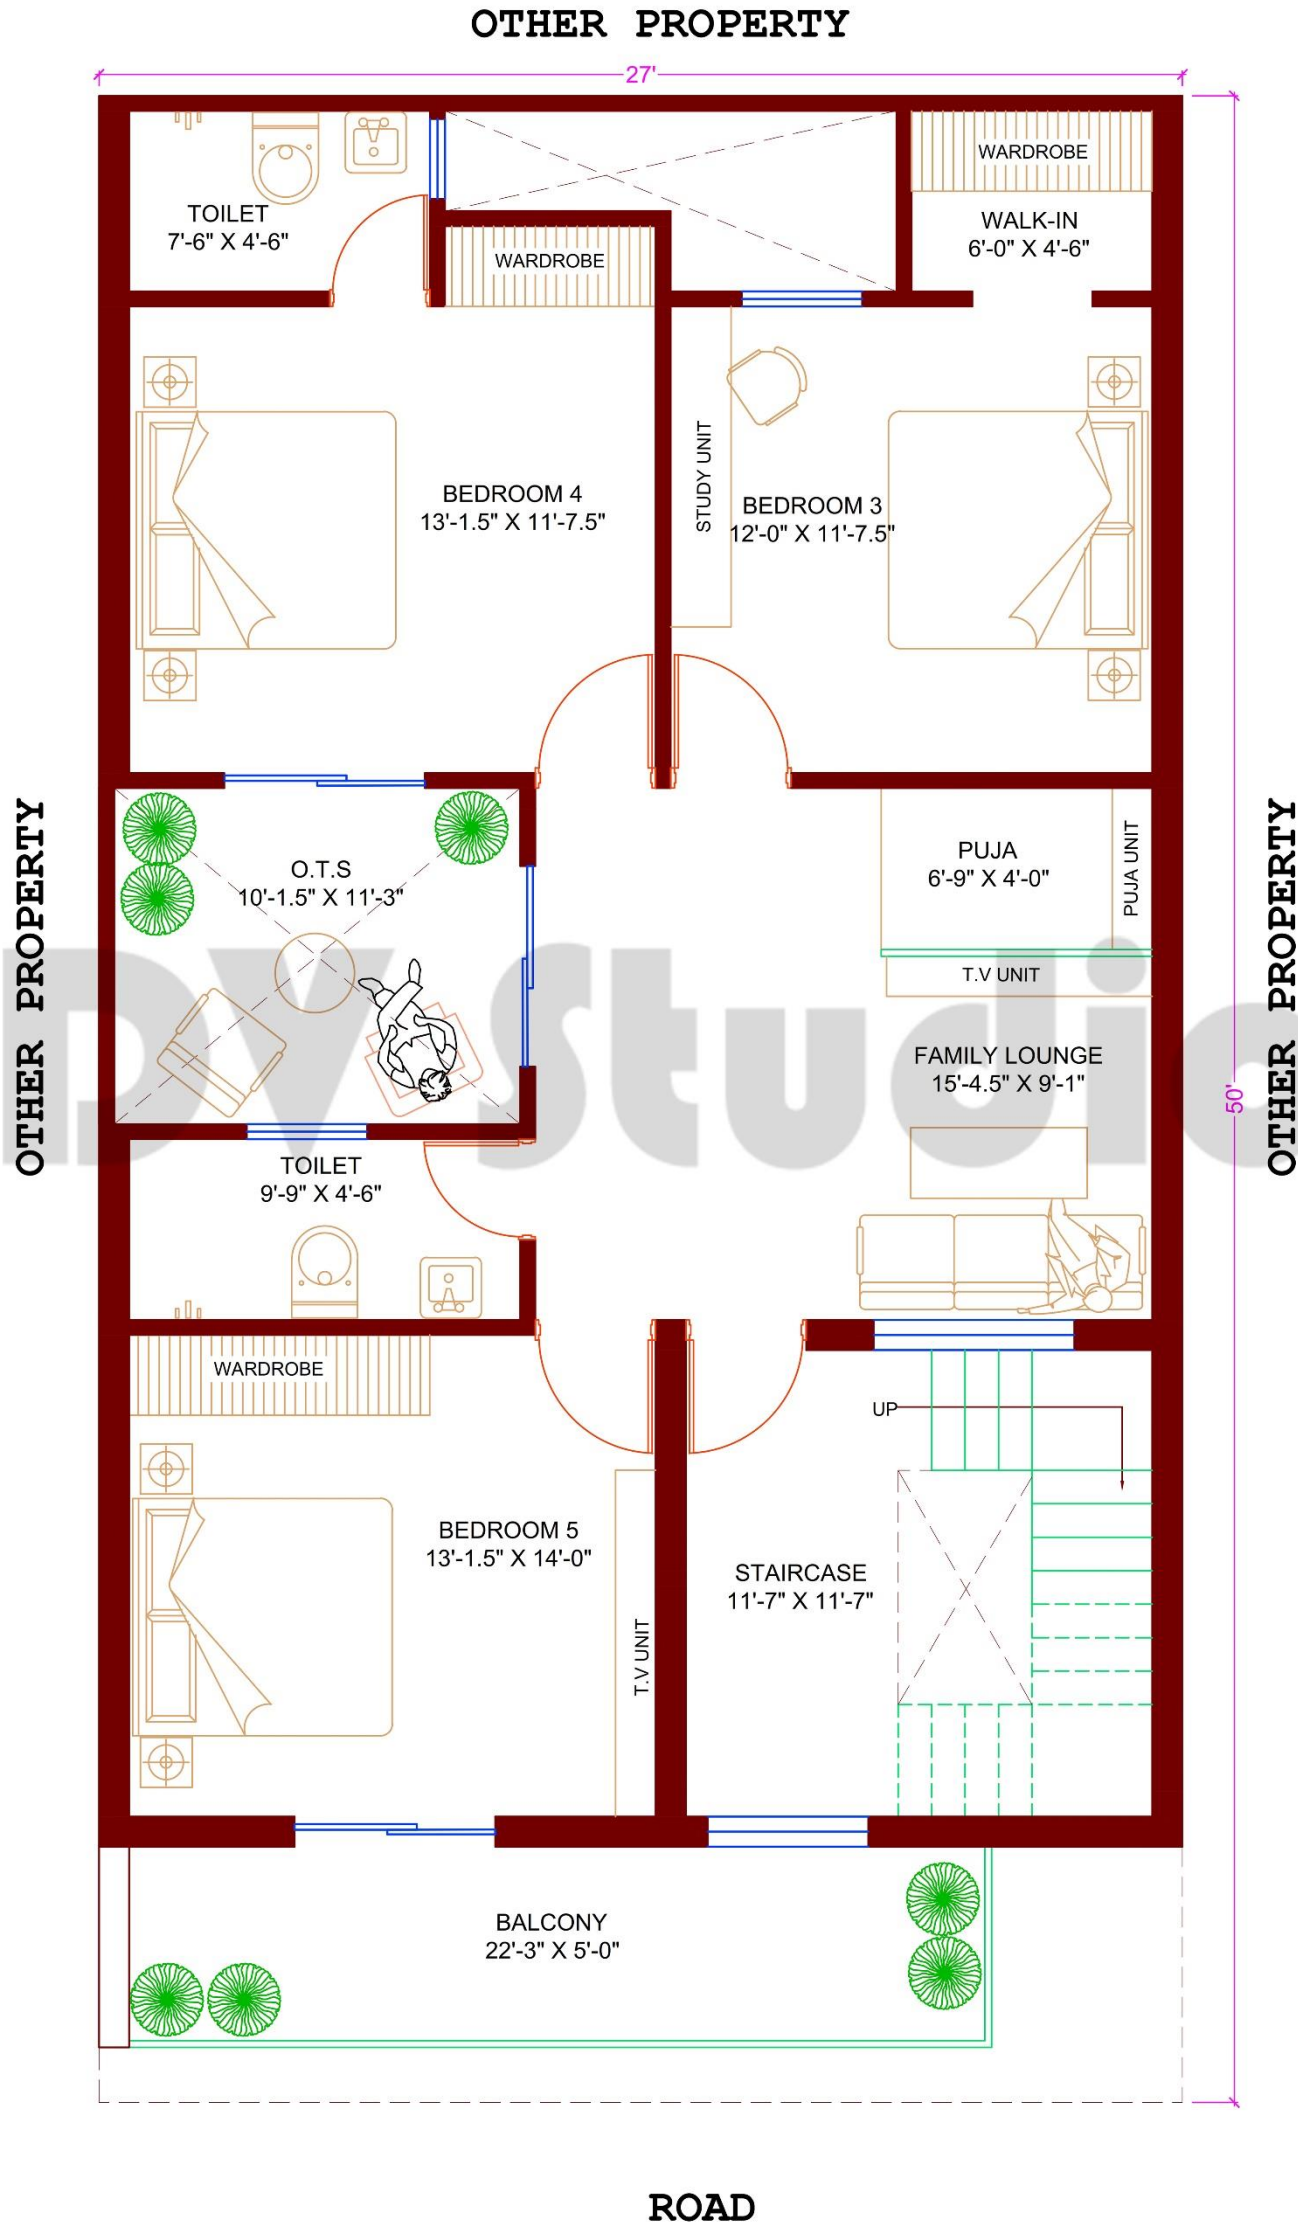 OTHER PROPERTY
27'
WARDROBE
TOILET
7'-6" X 4'-6"
WALK-IN
6'-0" X 4'-6"
WARDROBE
STUDY UNIT
BEDROOM 4
13'-1.5" X 11'-7.5"
BEDROOM 3
12'-0" X 11'-7.5"
OTHER PROPERTY
O.T.S
10'-1.5" X 11'-3"
PUJA
6'-9" X 4'-0"
PUJA UNIT
OTHER PROPERTY
T.V UNIT
DV Studio
FAMILY LOUNGE
15'-4.5" X 9'-1"
50'
TOILET
9'-9" X 4'-6"
WARDROBE
UP
BEDROOM 5
13'-1.5" X 14'-0"
T.V UNIT
STAIRCASE
11'-7" X 11'-7"
BALCONY
22'-3" X 5'-0"
ROAD